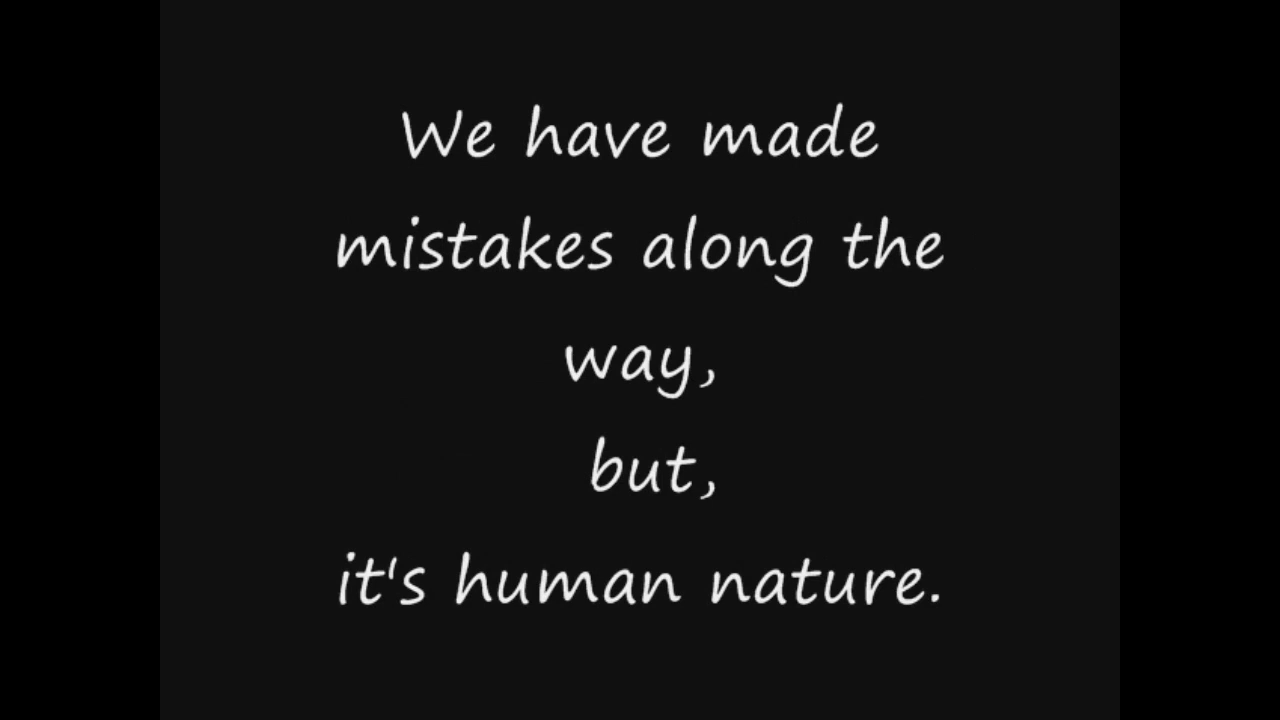 We have made
mistakes along the
way,
but,
it's human nature.